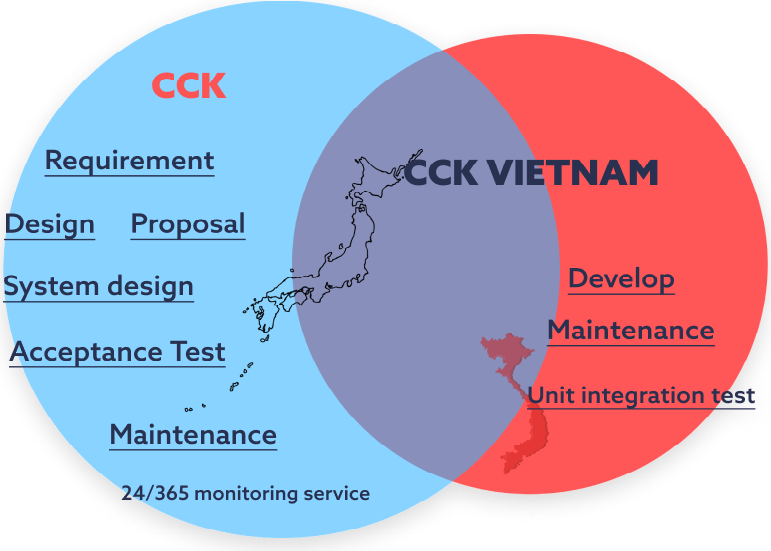 CCK
Requirement
Design Proposal
System design
Acceptance Test
Maintenance
24/365 monitoring service
CCK VIETNAM
Develop
Maintenance
Unit integration test